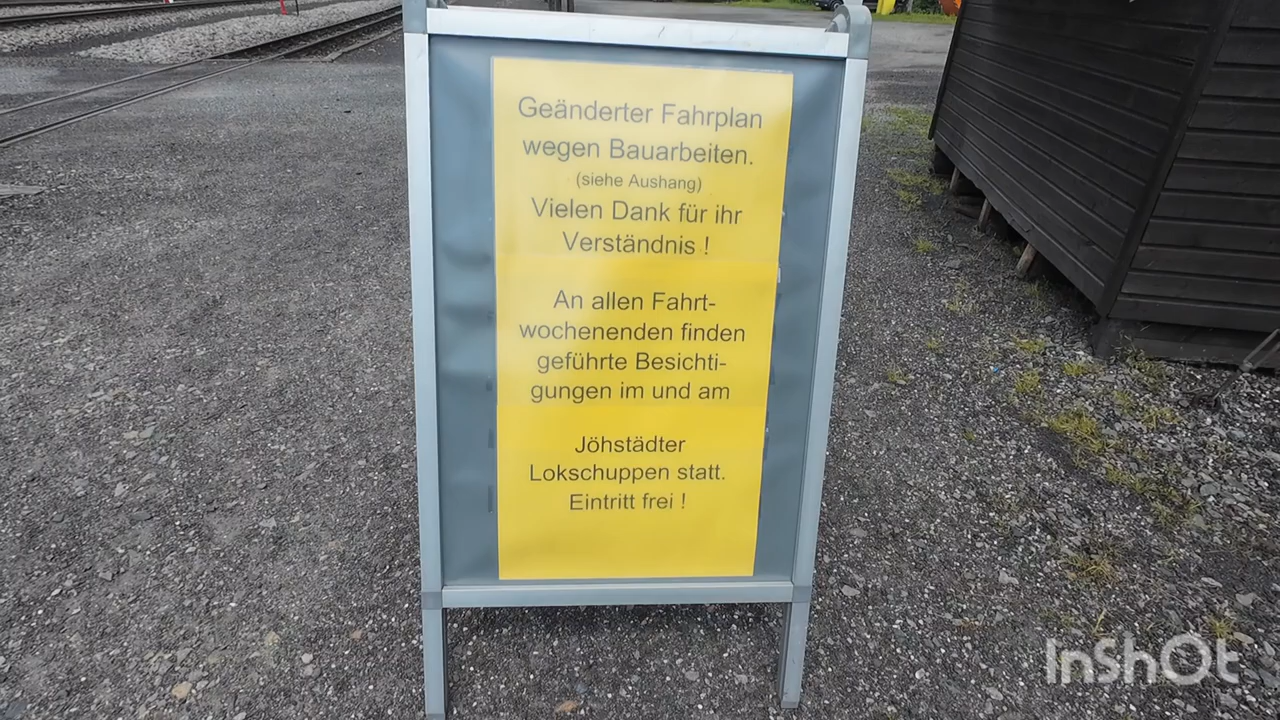 Geänderter Fahrplan
wegen Bauarbeiten.
(siehe Aushang)
Vielen Dank für ihr
Verständnis !
An allen Fahrt-
wochenenden finden
geführte Besichti-
gungen im und am
Jöhstädter
Lokschuppen statt.
Eintritt frei !
InShOt